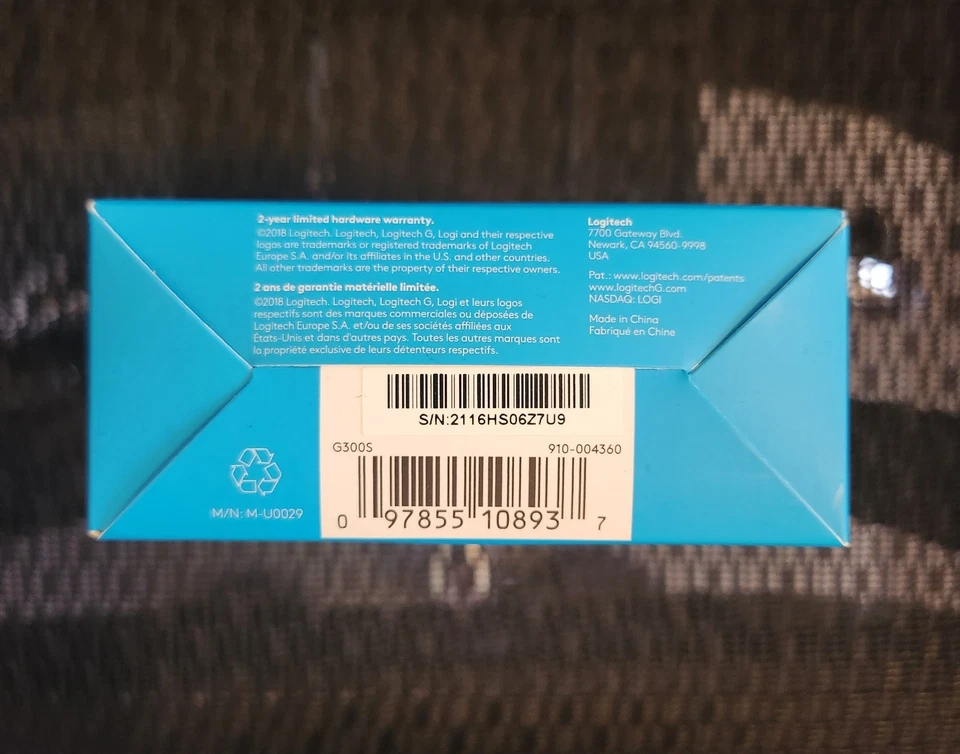 2-year limited hardware warranty.
©2018 Logitech. Logitech, Logitech G, Logi and their respective
logos are trademarks or registered trademarks of Logitech
Europe S.A. and/or its affiliates in the U.S. and other countries.
All other trademarks are the property of their respective owners.
2 ans de garantie matérielle limitée.
©2018 Logitech. Logitech, Logitech G, Logi et leurs logos
respectifs sont des marques commerciales ou déposées de
Logitech Europe S.A. et/ou de ses sociétés affiliées aux
États-Unis et dans d'autres pays. Toutes les autres marques sont
la propriété exclusive de leurs détenteurs respectifs.
Logitech
7700 Gateway Blvd.
Newark, CA 94560-9998
USA
Pat.: www.logitech.com/patents
www.logitechG.com
NASDAQ: LOGI
Made in China
Fabriqué en Chine
S/N:2116HS06Z7U9
G300S 910-004360
0 97855 10893 7
M/N: M-U0029